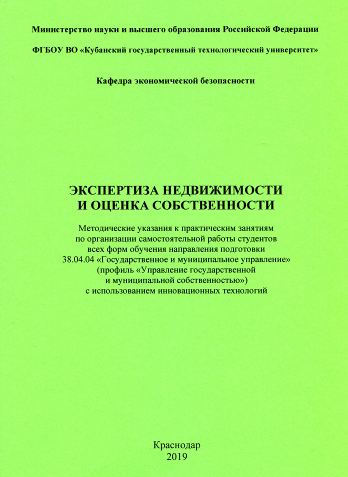 Министерство науки и высшего образования Российской Федерации
ФГБОУ ВО «Кубанский государственный технологический университет»
Кафедра экономической безопасности
ЭКСПЕРТИЗА НЕДВИЖИМОСТИ
И ОЦЕНКА СОБСТВЕННОСТИ
Методические указания к практическим занятиям
по организации самостоятельной работы студентов
всех форм обучения направления подготовки
38.04.04 «Государственное и муниципальное управление»
(профиль «Управление государственной
и муниципальной собственностью»)
с использованием инновационных технологий
Краснодар
2019